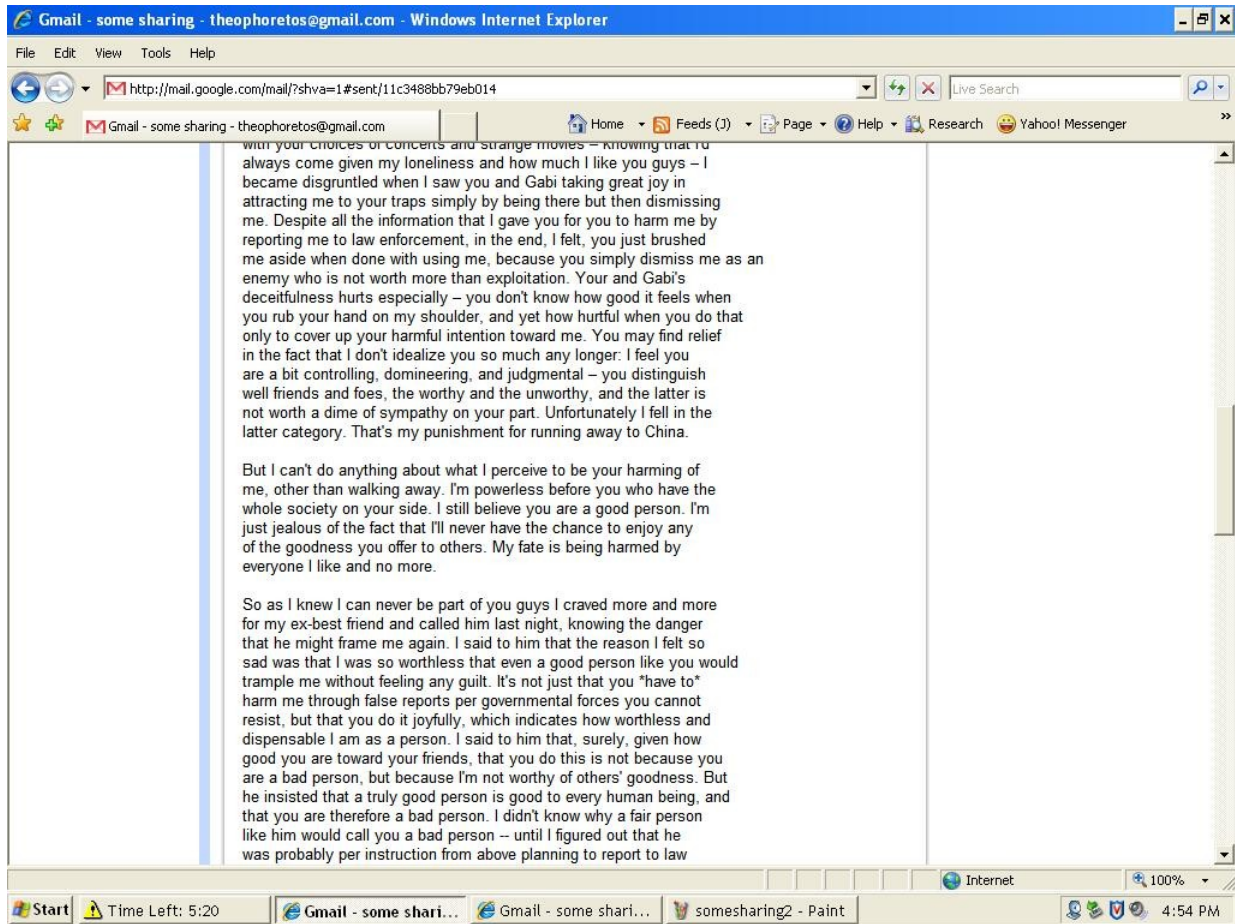 Gmail - some sharing - theophoretos@gmail.com - Windows Internet Explorer
File Edit View Tools Help
http://mail.google.com/mail/?shva=1#sent/11c3488bb79eb014
Live Search
Gmail - some sharing - theophoretos@gmail.com
Home Feeds (J) Page Help Research Yahoo! Messenger »
with your choices of concerts and strange movies – knowing that I'd
always come given my loneliness and how much I like you guys – I
became disgruntled when I saw you and Gabi taking great joy in
attracting me to your traps simply by being there but then dismissing
me. Despite all the information that I gave you for you to harm me by
reporting me to law enforcement, in the end, I felt, you just brushed
me aside when done with using me, because you simply dismiss me as an
enemy who is not worth more than exploitation. Your and Gabi's
deceitfulness hurts especially – you don't know how good it feels when
you rub your hand on my shoulder, and yet how hurtful when you do that
only to cover up your harmful intention toward me. You may find relief
in the fact that I don't idealize you so much any longer: I feel you
are a bit controlling, domineering, and judgmental – you distinguish
well friends and foes, the worthy and the unworthy, and the latter is
not worth a dime of sympathy on your part. Unfortunately I fell in the
latter category. That's my punishment for running away to China.
But I can't do anything about what I perceive to be your harming of
me, other than walking away. I'm powerless before you who have the
whole society on your side. I still believe you are a good person. I'm
just jealous of the fact that I'll never have the chance to enjoy any
of the goodness you offer to others. My fate is being harmed by
everyone I like and no more.
So as I knew I can never be part of you guys I craved more and more
for my ex-best friend and called him last night, knowing the danger
that he might frame me again. I said to him that the reason I felt so
sad was that I was so worthless that even a good person like you would
trample me without feeling any guilt. It's not just that you *have to*
harm me through false reports per governmental forces you cannot
resist, but that you do it joyfully, which indicates how worthless and
dispensable I am as a person. I said to him that, surely, given how
good you are toward your friends, that you do this is not because you
are a bad person, but because I'm not worthy of others' goodness. But
he insisted that a truly good person is good to every human being, and
that you are therefore a bad person. I didn't know why a fair person
like him would call you a bad person -- until I figured out that he
was probably per instruction from above planning to report to law
Internet 100%
Start Time Left: 5:20 Gmail - some shari... Gmail - some shari... somesharing2 - Paint 4:54 PM